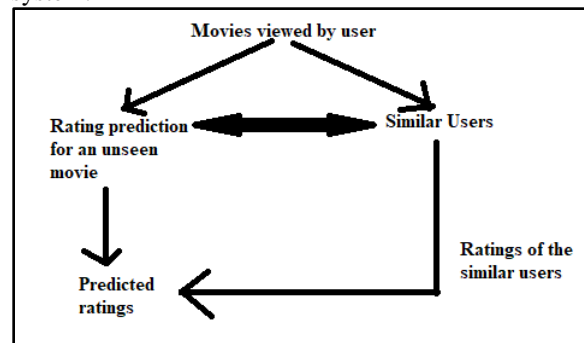 Movies viewed by user
Rating prediction
for an unseen
movie
Similar Users
Ratings of the
similar users
Predicted
ratings